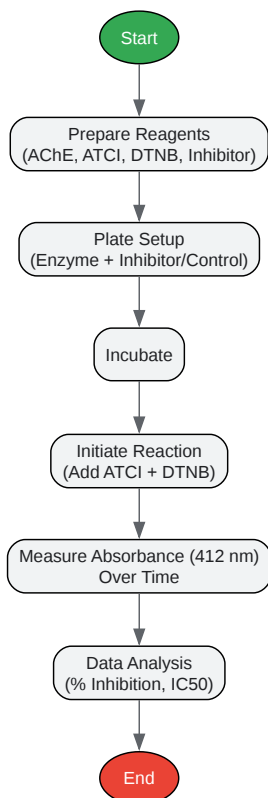 Start
Prepare Reagents
(AChE, ATCI, DTNB, Inhibitor)
Plate Setup
(Enzyme + Inhibitor/Control)
Incubate
Initiate Reaction
(Add ATCI + DTNB)
Measure Absorbance (412 nm)
Over Time
Data Analysis
(% Inhibition, IC50)
End